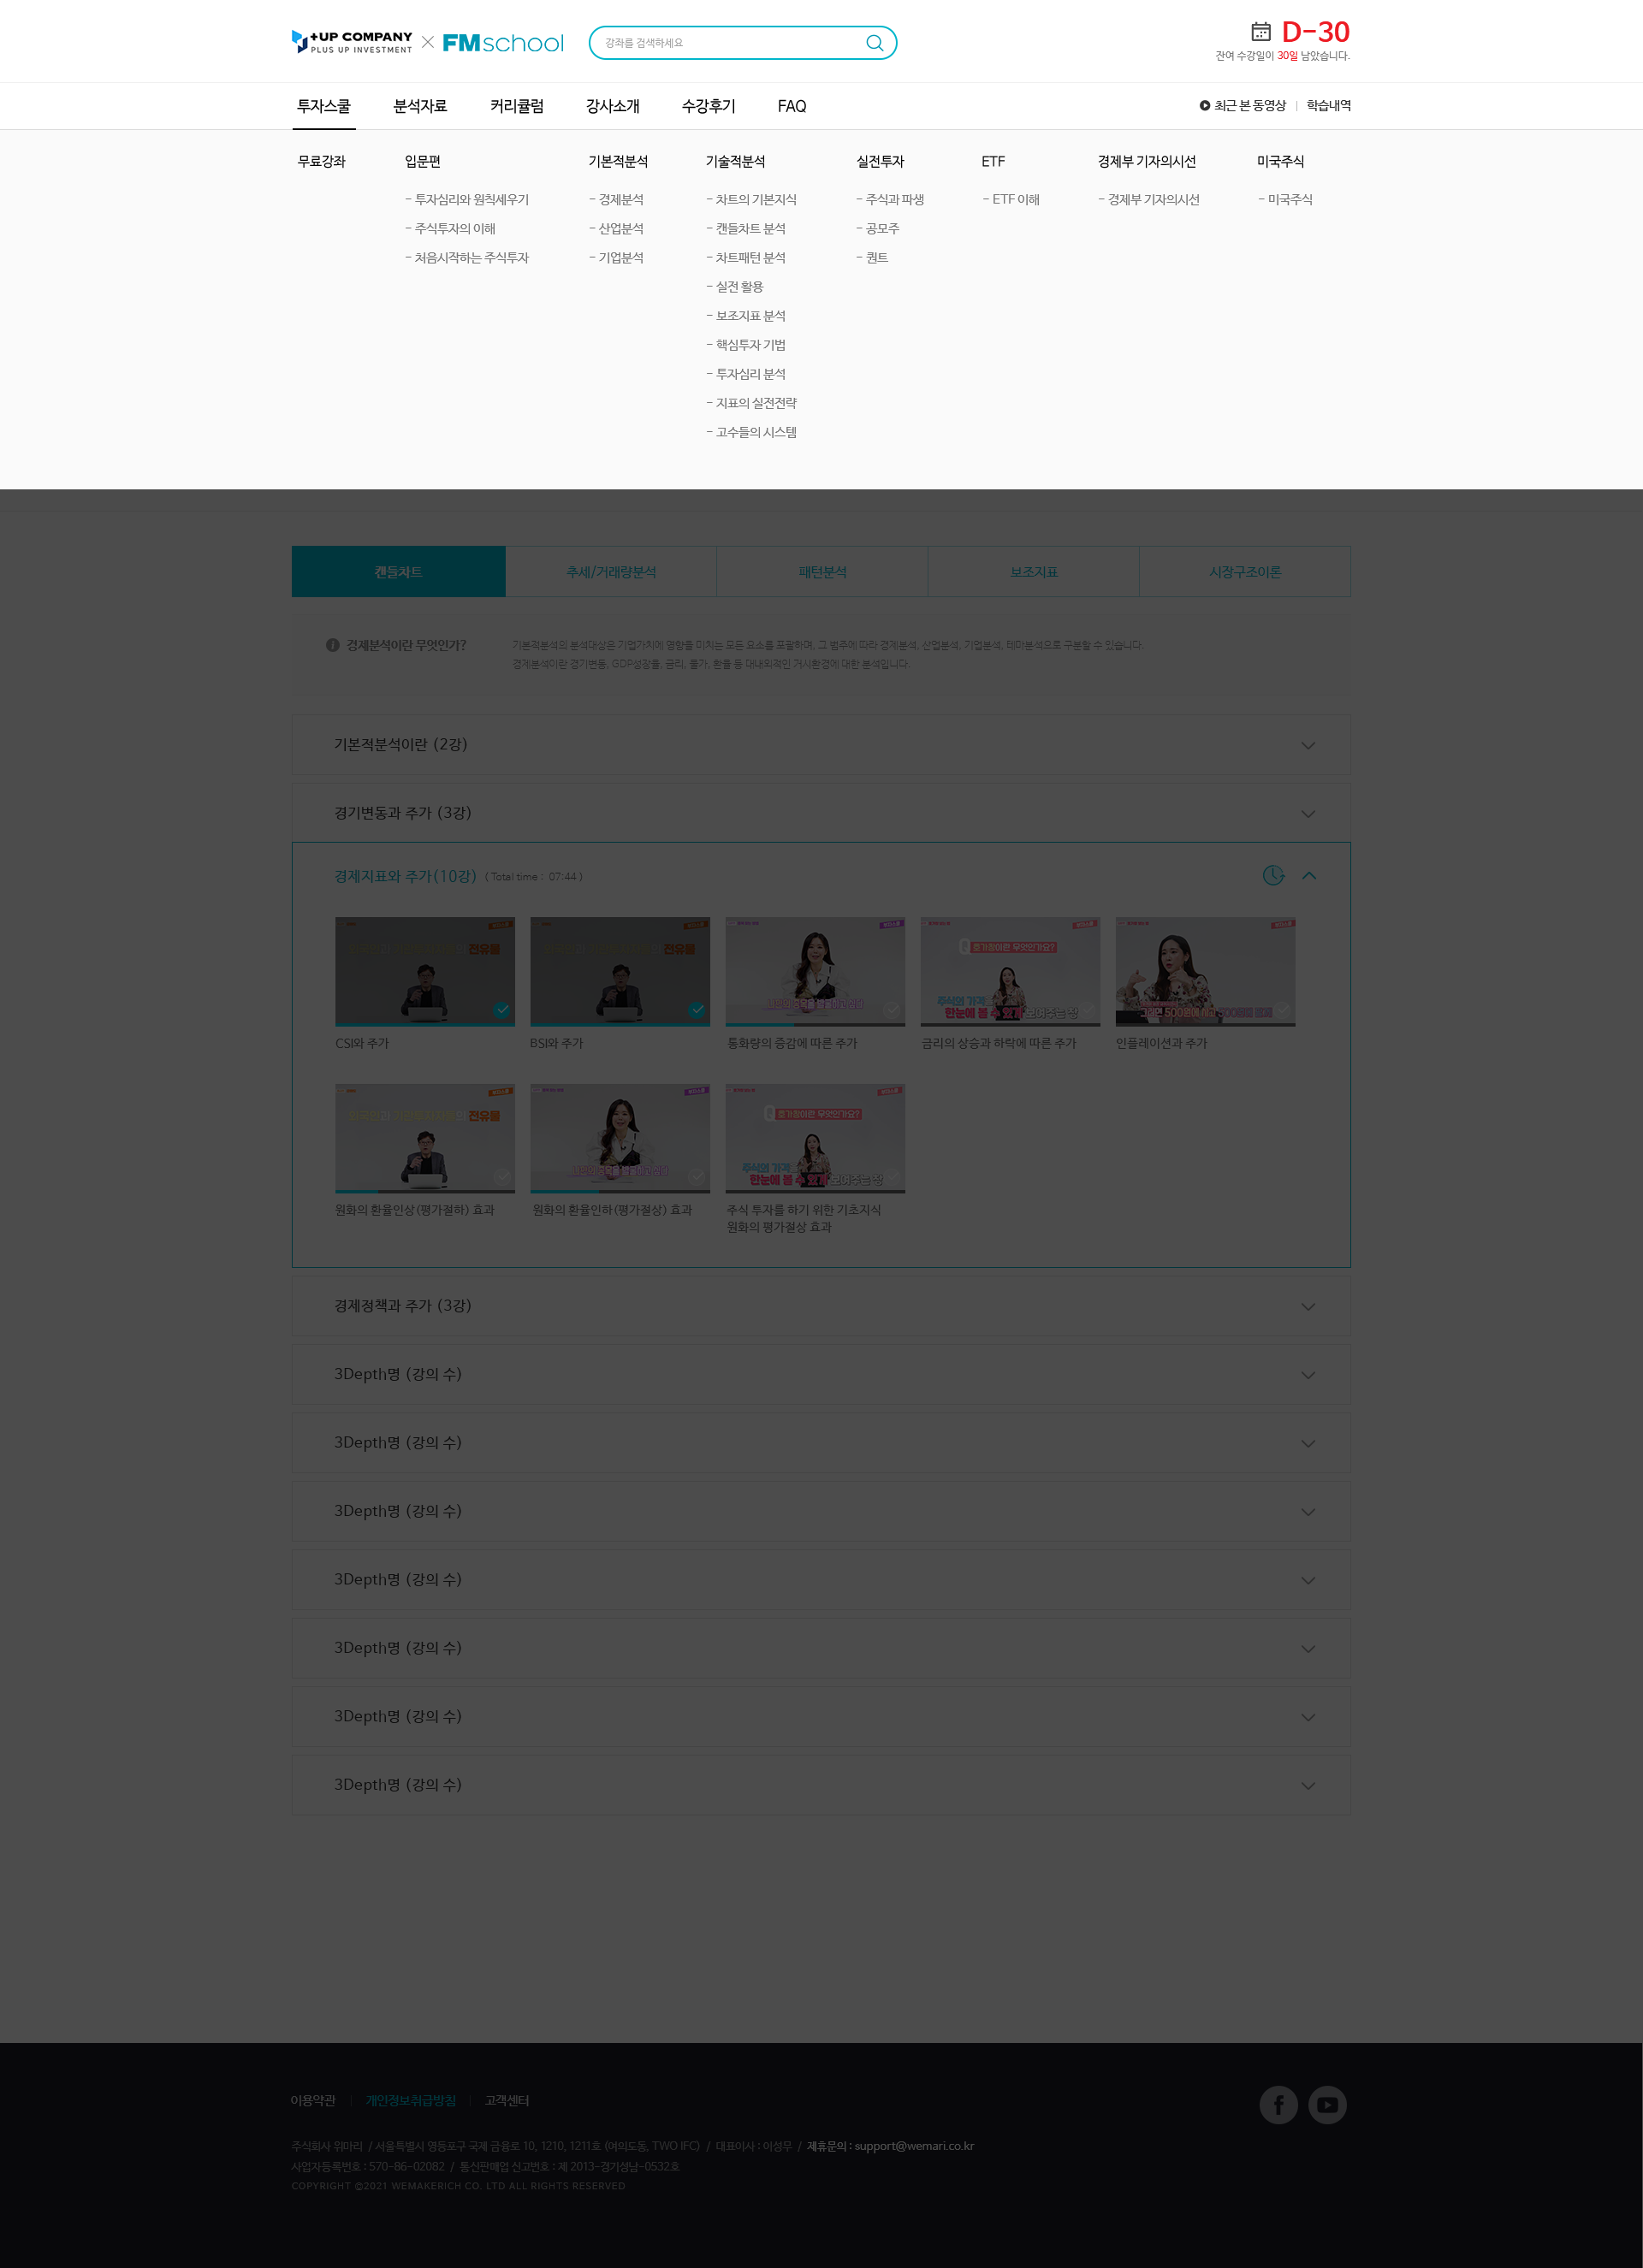 +UP COMPANY
PLUS UP INVESTMENT
FMschool
강좌를 검색하세요
D-30
잔여 수강일이 30일 남았습니다.
투자스쿨 분석자료 커리큘럼 강사소개 수강후기 FAQ
최근 본 동영상 | 학습내역
무료강좌
입문편
- 투자심리와 원칙세우기
- 주식투자의 이해
- 처음시작하는 주식투자
기본적분석
- 경제분석
- 산업분석
- 기업분석
기술적분석
- 차트의 기본지식
- 캔들차트 분석
- 차트패턴 분석
- 실전 활용
- 보조지표 분석
- 핵심투자 기법
- 투자심리 분석
- 지표의 실전전략
- 고수들의 시스템
실전투자
- 주식과 파생
- 공모주
- 퀀트
ETF
- ETF 이해
경제부 기자의시선
- 경제부 기자의시선
미국주식
- 미국주식
캔들차트 추세/거래량분석 패턴분석 보조지표 시장구조이론
경제분석이란 무엇인가?
기본적분석의 분석대상은 기업가치에 영향을 미치는 모든 요소를 포괄하며, 그 범주에 따라 경제분석, 산업분석, 기업분석, 테마분석으로 구분할 수 있습니다.
경제분석이란 경기변동, GDP성장률, 금리, 물가, 환율 등 대내외적인 거시환경에 대한 분석입니다.
기본적분석이란 (2강)
경기변동과 주가 (3강)
경제지표와 주가(10강) ( Total time : 07:44 )
전유물
전유물
Q 호가창이란 무엇인가요?
주식의 가격
한눈에 볼 수 있게 보여주는 창
그러면 500원에 사고
CSI와 주가
BSI와 주가
통화량의 증감에 따른 주가
금리의 상승과 하락에 따른 주가
인플레이션과 주가
전유물
Q 호가창이란 무엇인가요?
주식의 가격
한눈에 볼 수 있게 보여주는 창
원화의 환율인상(평가절하) 효과
원화의 환율인하(평가절상) 효과
주식 투자를 하기 위한 기초지식
원화의 평가절상 효과
경제정책과 주가 (3강)
3Depth명 (강의 수)
3Depth명 (강의 수)
3Depth명 (강의 수)
3Depth명 (강의 수)
3Depth명 (강의 수)
3Depth명 (강의 수)
3Depth명 (강의 수)
이용약관 | 개인정보취급방침 | 고객센터
주식회사 위마리 / 서울특별시 영등포구 국제 금융로 10, 1210, 1211호 (여의도동, TWO IFC) / 대표이사 : 이성무 / 제휴문의 : support@wemari.co.kr
사업자등록번호 : 570-86-02082 / 통신판매업 신고번호 : 제 2013-경기성남-0532호
COPYRIGHT @2021 WEMAKERICH CO. LTD ALL RIGHTS RESERVED